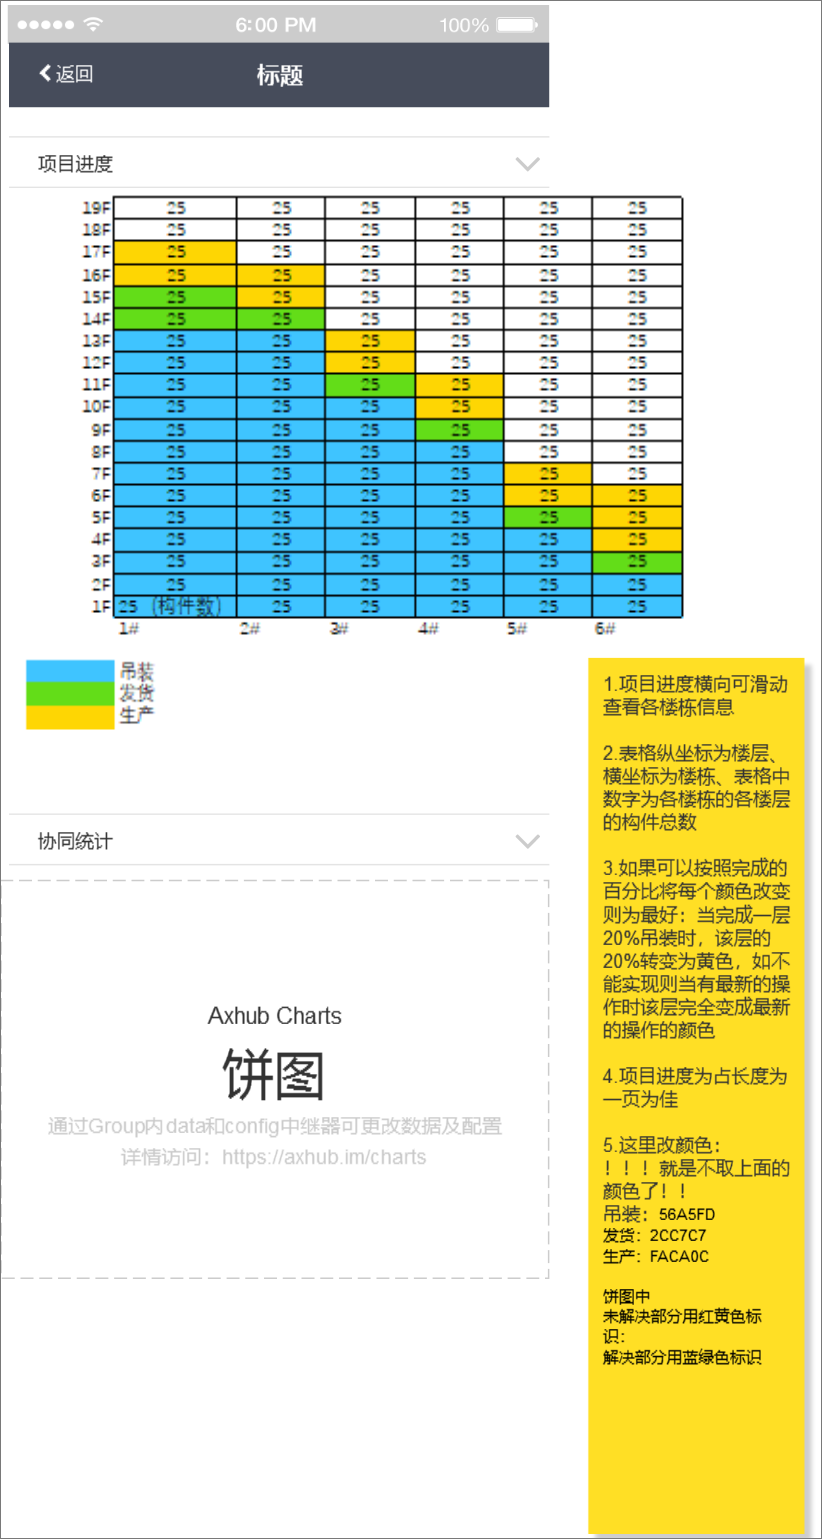 6:00 PM
100%
返回
标题
项目进度
19F 25 25 25 25 25 25
18F 25 25 25 25 25 25
17F 25 25 25 25 25 25
16F 25 25 25 25 25 25
15F 25 25 25 25 25 25
14F 25 25 25 25 25 25
13F 25 25 25 25 25 25
12F 25 25 25 25 25 25
11F 25 25 25 25 25 25
10F 25 25 25 25 25 25
9F 25 25 25 25 25 25
8F 25 25 25 25 25 25
7F 25 25 25 25 25 25
6F 25 25 25 25 25 25
5F 25 25 25 25 25 25
4F 25 25 25 25 25 25
3F 25 25 25 25 25 25
2F 25 25 25 25 25 25
1F 25 (构件数) 25 25 25 25 25
1# 2# 3# 4# 5# 6#
吊装
发货
生产
协同统计
Axhub Charts
饼图
通过Group内data和config中继器可更改数据及配置
详情访问：https://axhub.im/charts
1.项目进度横向可滑动
查看各楼栋信息
2.表格纵坐标为楼层、
横坐标为楼栋、表格中
数字为各楼栋的各楼层
的构件总数
3.如果可以按照完成的
百分比将每个颜色改变
则为最好：当完成一层
20%吊装时，该层的
20%转变为黄色，如不
能实现则当有最新的操
作时该层完全变成最新
的操作的颜色
4.项目进度为占长度为
一页为佳
5.这里改颜色：
！！！就是不取上面的
颜色了！！
吊装：56A5FD
发货：2CC7C7
生产：FACA0C
饼图中
未解决部分用红黄色标
识：
解决部分用蓝绿色标识